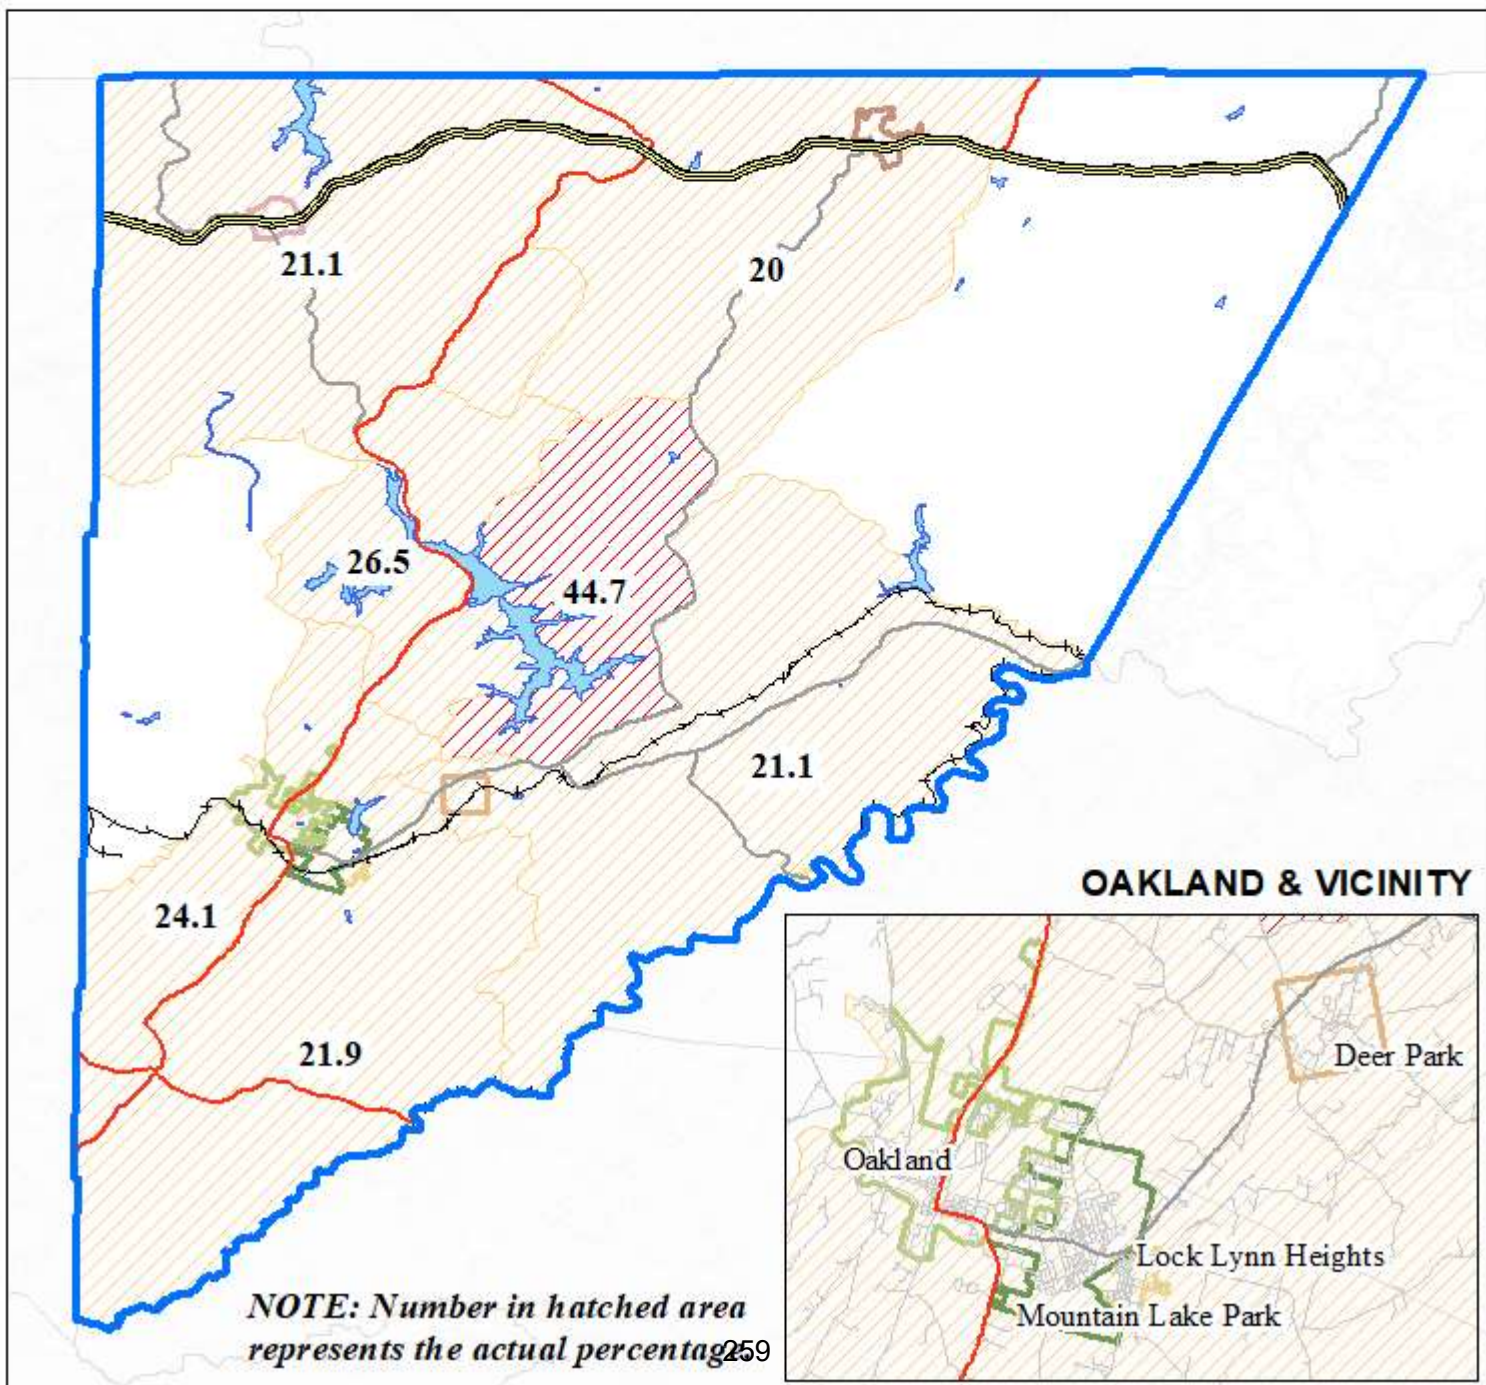 21.1
20
26.5
44.7
21.1
24.1
21.9
OAKLAND & VICINITY
Deer Park
Oakland
Lock Lynn Heights
Mountain Lake Park
NOTE: Number in hatched area
represents the actual percentage
259